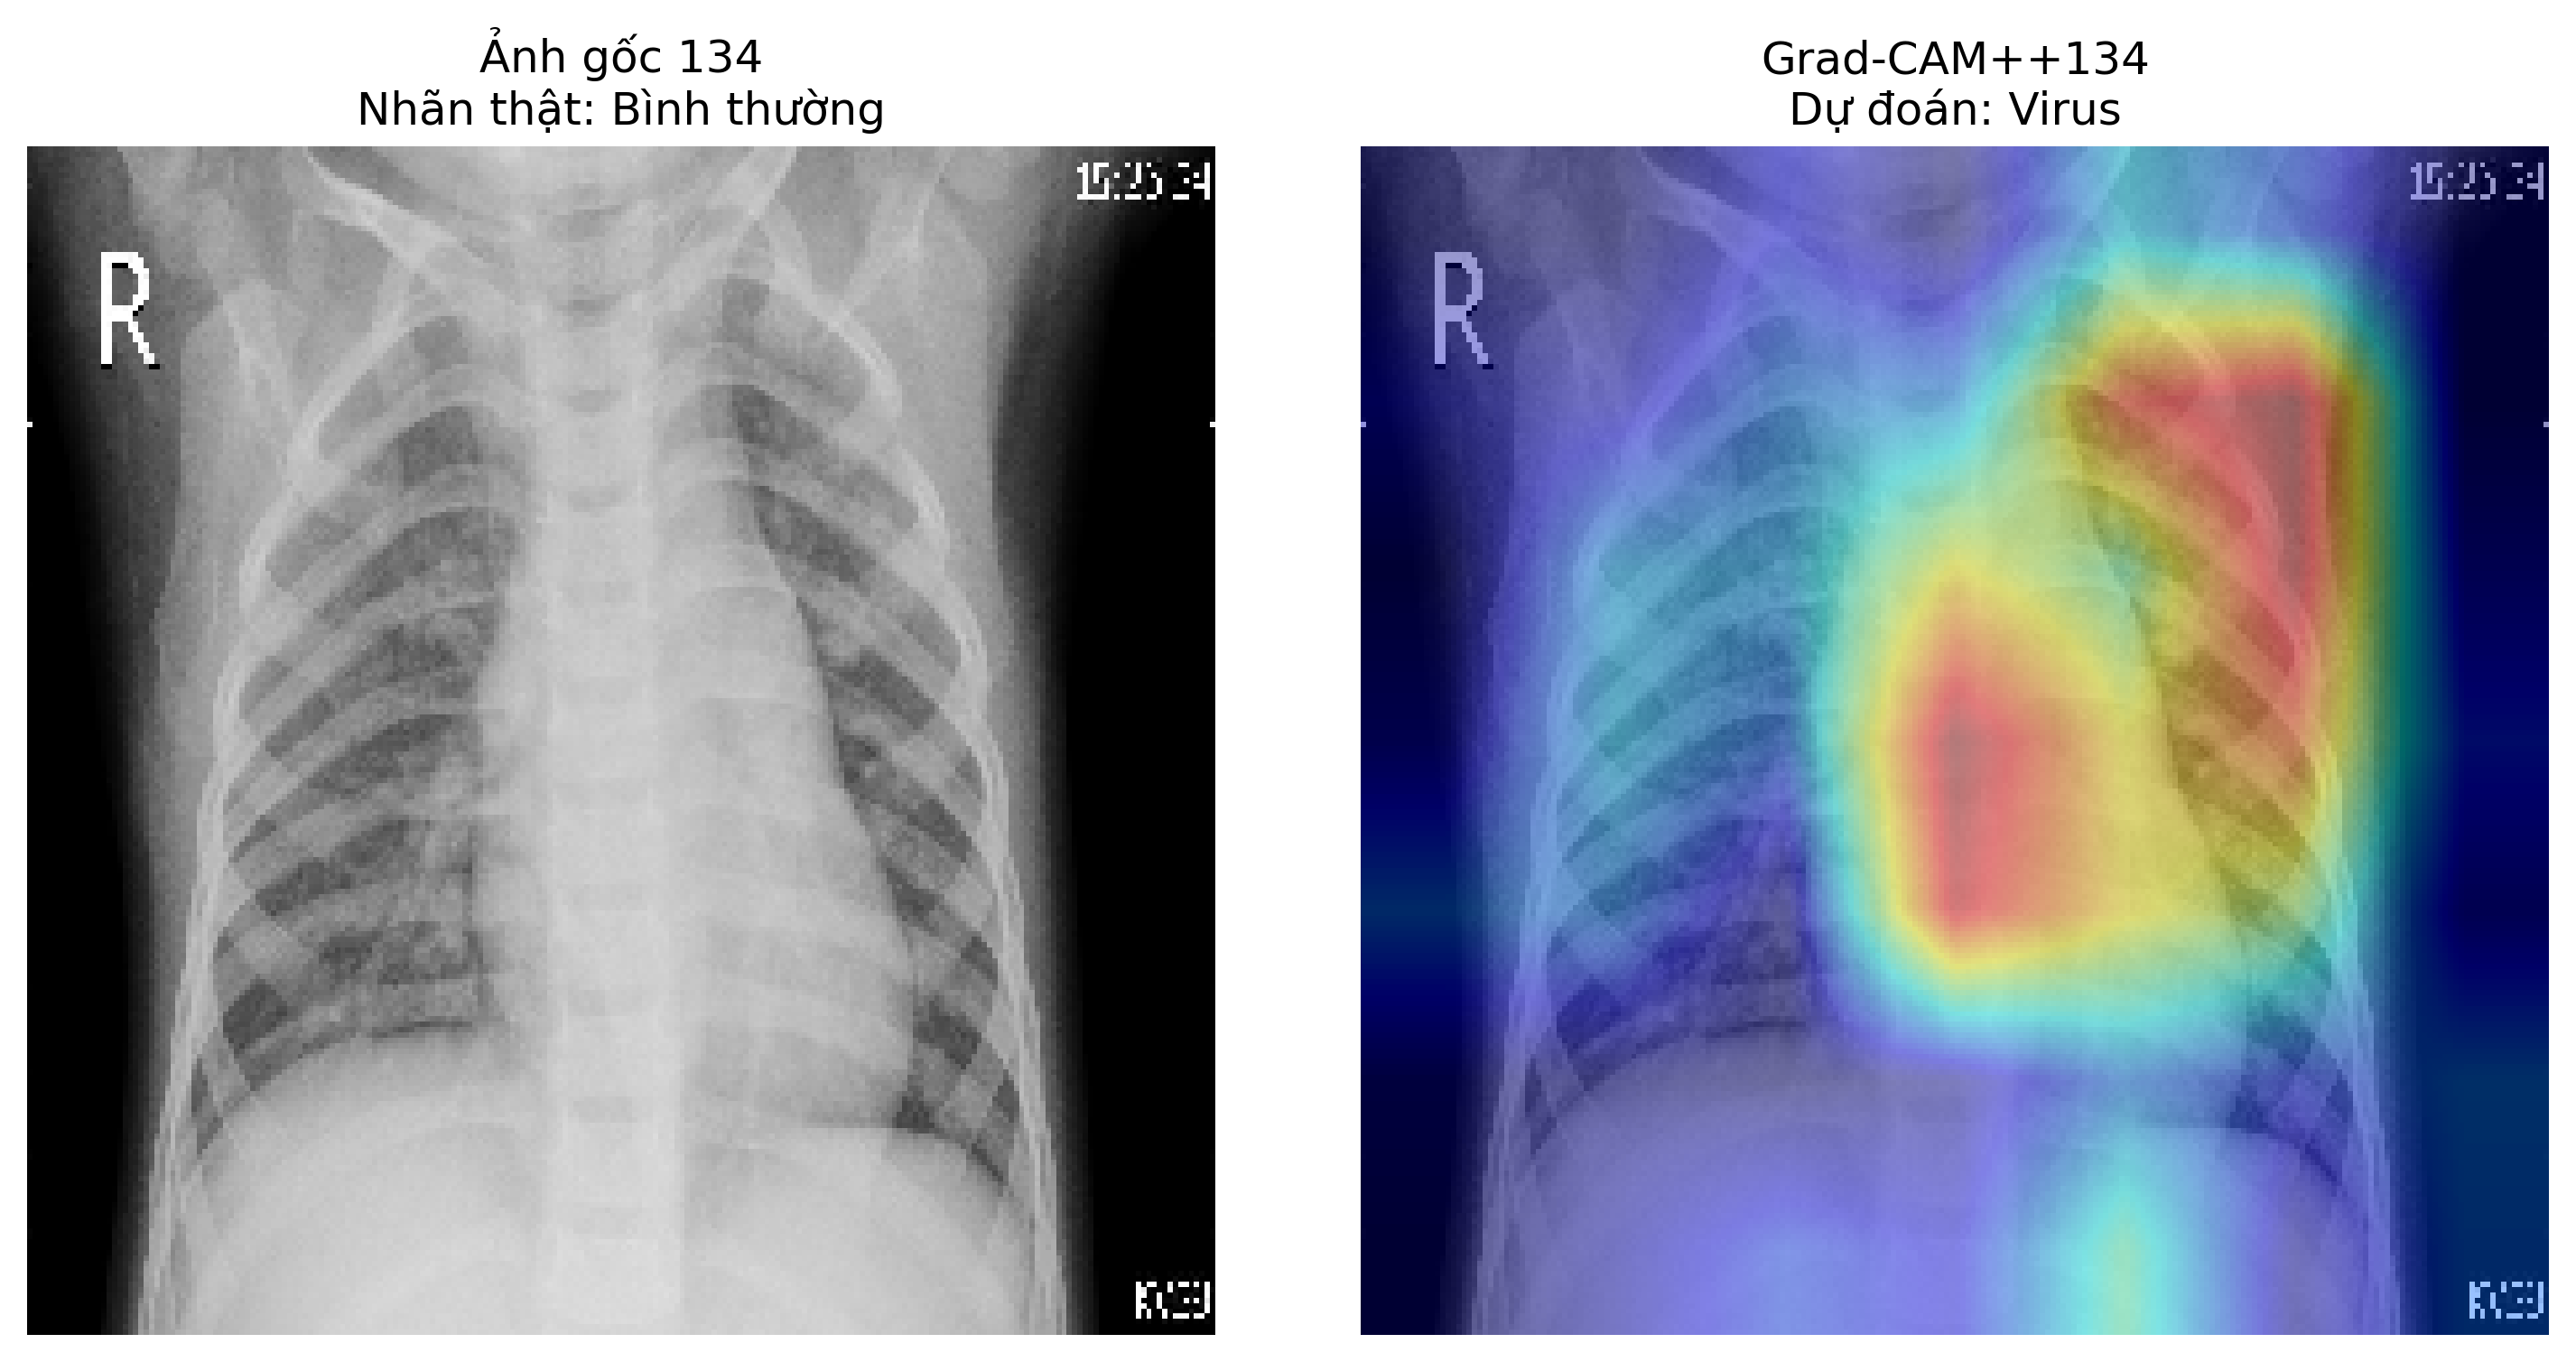 Ảnh gốc 134
Nhãn thật: Bình thường
Grad-CAM++134
Dự đoán: Virus
R
R